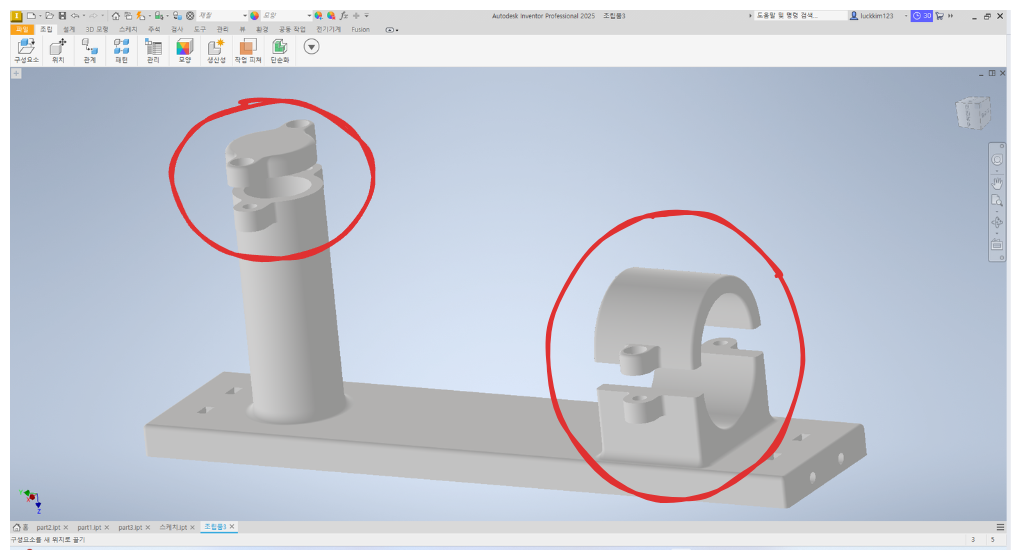 재질
모양
Autodesk Inventor Professional 2025 조립품3
도움말 및 명령 검색...
luckkim123
30
파일 조립 설계 3D 모형 스케치 주석 검사 도구 관리 뷰 환경 공동 작업 전기기계 Fusion
구성요소 위치 관계 패턴 관리 모양 생산성 작업 피쳐 단순화
홈 part2.ipt part1.ipt part3.ipt 스케치.ipt 조립품3
구성요소를 새 위치로 끌기
3 5